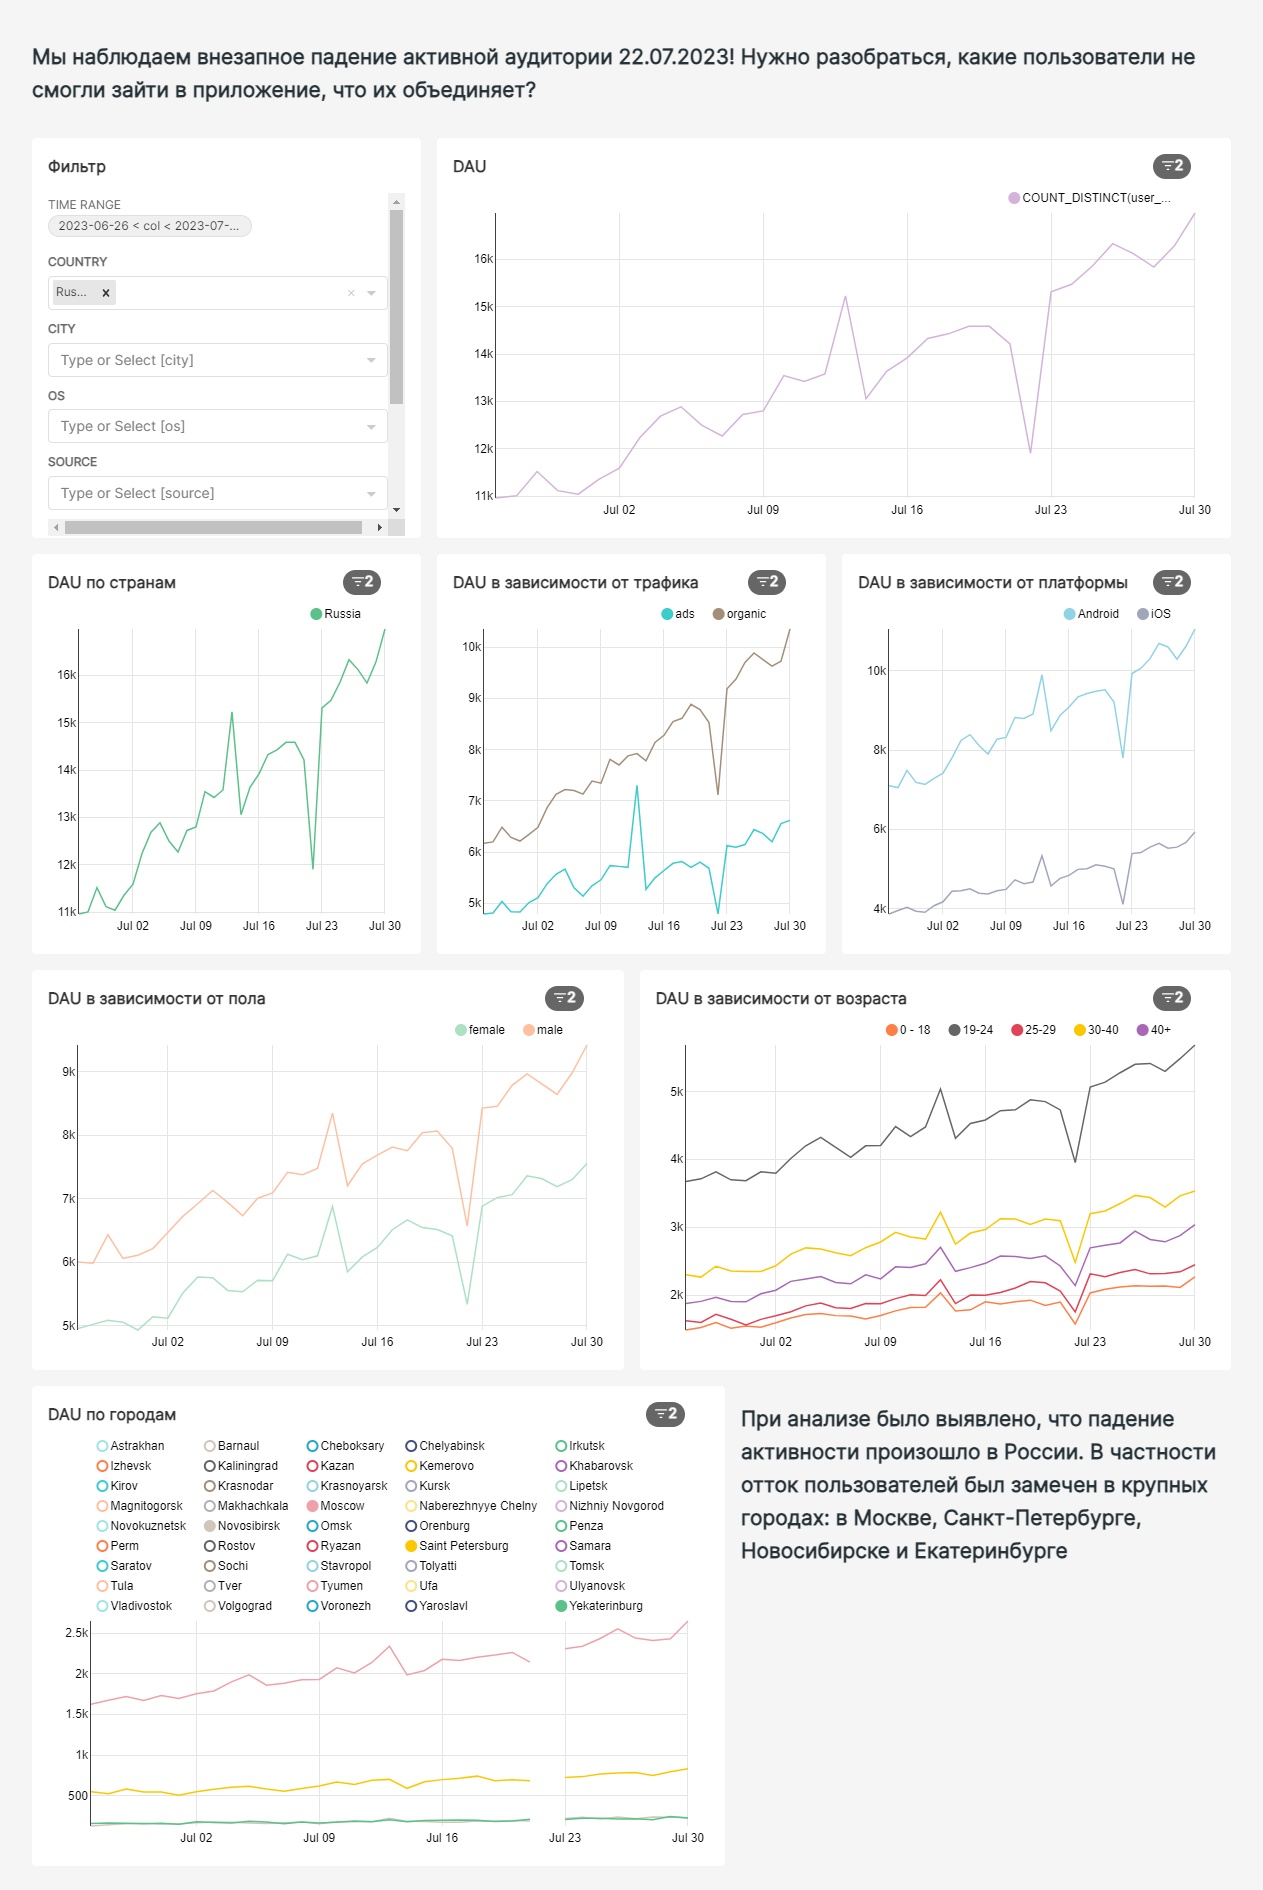 Мы наблюдаем внезапное падение активной аудитории 22.07.2023! Нужно разобраться, какие пользователи не
смогли зайти в приложение, что их объединяет?
Фильтр
TIME RANGE
2023-06-26 < col < 2023-07-...
COUNTRY
Rus... x ×
CITY
Type or Select [city]
OS
Type or Select [os]
SOURCE
Type or Select [source]
DAU
2
COUNT_DISTINCT(user_...
16k
15k
14k
13k
12k
11k
Jul 02 Jul 09 Jul 16 Jul 23 Jul 30
DAU по странам
2
Russia
16k
15k
14k
13k
12k
11k
Jul 02 Jul 09 Jul 16 Jul 23 Jul 30
DAU в зависимости от трафика
2
ads organic
10k
9k
8k
7k
6k
5k
Jul 02 Jul 09 Jul 16 Jul 23 Jul 30
DAU в зависимости от платформы
2
Android iOS
10k
8k
6k
4k
Jul 02 Jul 09 Jul 16 Jul 23 Jul 30
DAU в зависимости от пола
2
female male
9k
8k
7k
6k
5k
Jul 02 Jul 09 Jul 16 Jul 23 Jul 30
DAU в зависимости от возраста
2
0 - 18 19-24 25-29 30-40 40+
5k
4k
3k
2k
Jul 02 Jul 09 Jul 16 Jul 23 Jul 30
DAU по городам
2
Astrakhan Barnaul Cheboksary Chelyabinsk Irkutsk
Izhevsk Kaliningrad Kazan Kemerovo Khabarovsk
Kirov Krasnodar Krasnoyarsk Kursk Lipetsk
Magnitogorsk Makhachkala Moscow Naberezhnyye Chelny Nizhniy Novgorod
Novokuznetsk Novosibirsk Omsk Orenburg Penza
Perm Rostov Ryazan Saint Petersburg Samara
Saratov Sochi Stavropol Tolyatti Tomsk
Tula Tver Tyumen Ufa Ulyanovsk
Vladivostok Volgograd Voronezh Yaroslavl Yekaterinburg
2.5k
2k
1.5k
1k
500
Jul 02 Jul 09 Jul 16 Jul 23 Jul 30
При анализе было выявлено, что падение
активности произошло в России. В частности
отток пользователей был замечен в крупных
городах: в Москве, Санкт-Петербурге,
Новосибирске и Екатеринбурге